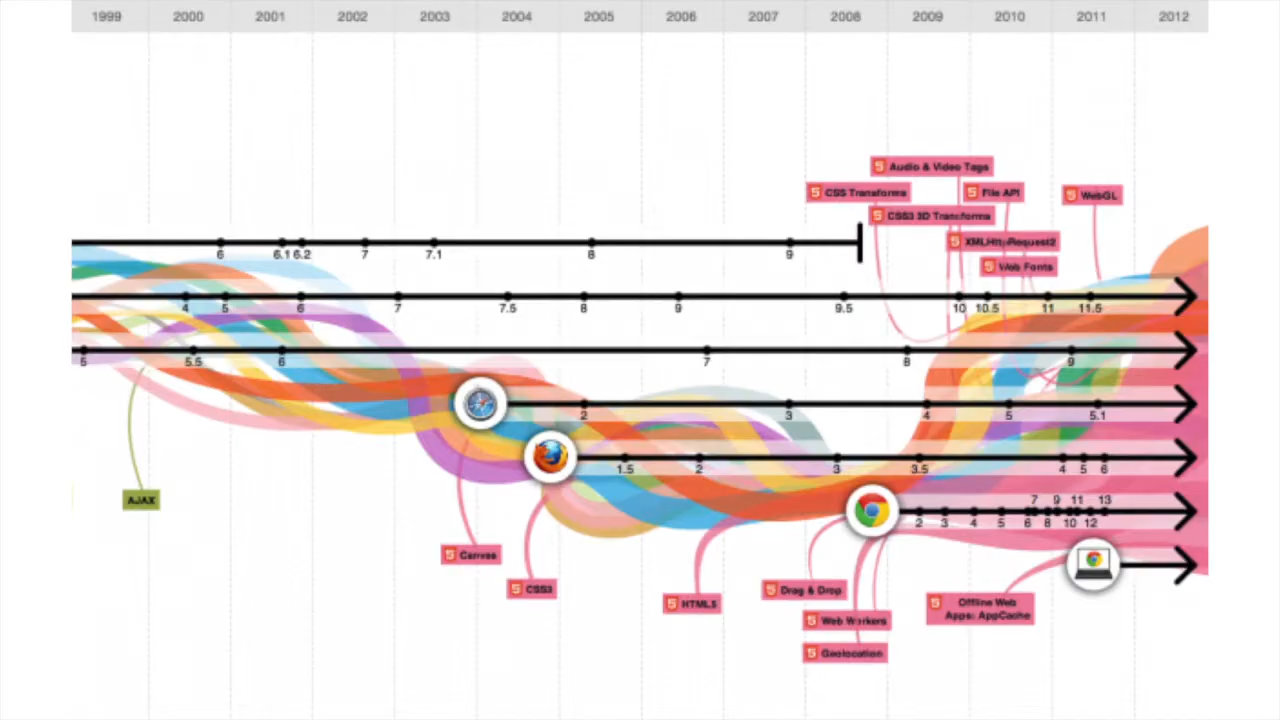 1999 2000 2001 2002 2003 2004 2005 2006 2007 2008 2009 2010 2011 2012
Audio & Video Tags
CSS Transforms
File API
WebGL
CSS3 3D Transforms
XMLHttpRequest2
6 6.1 6.2 7 7.1 8 9
Web Fonts
4 5 6 7 7.5 8 9 9.5 10 10.5 11 11.5
5 5.5 6 7 8 9
2 3 4 5 5.1
1.5 2 3 3.5 4 5 6
AJAX
7 9 11 13
2 3 4 5 6 8 10 12
Canvas
CSS3
HTML5
Drag & Drop
Offline Web
Apps: AppCache
Web Workers
Geolocation